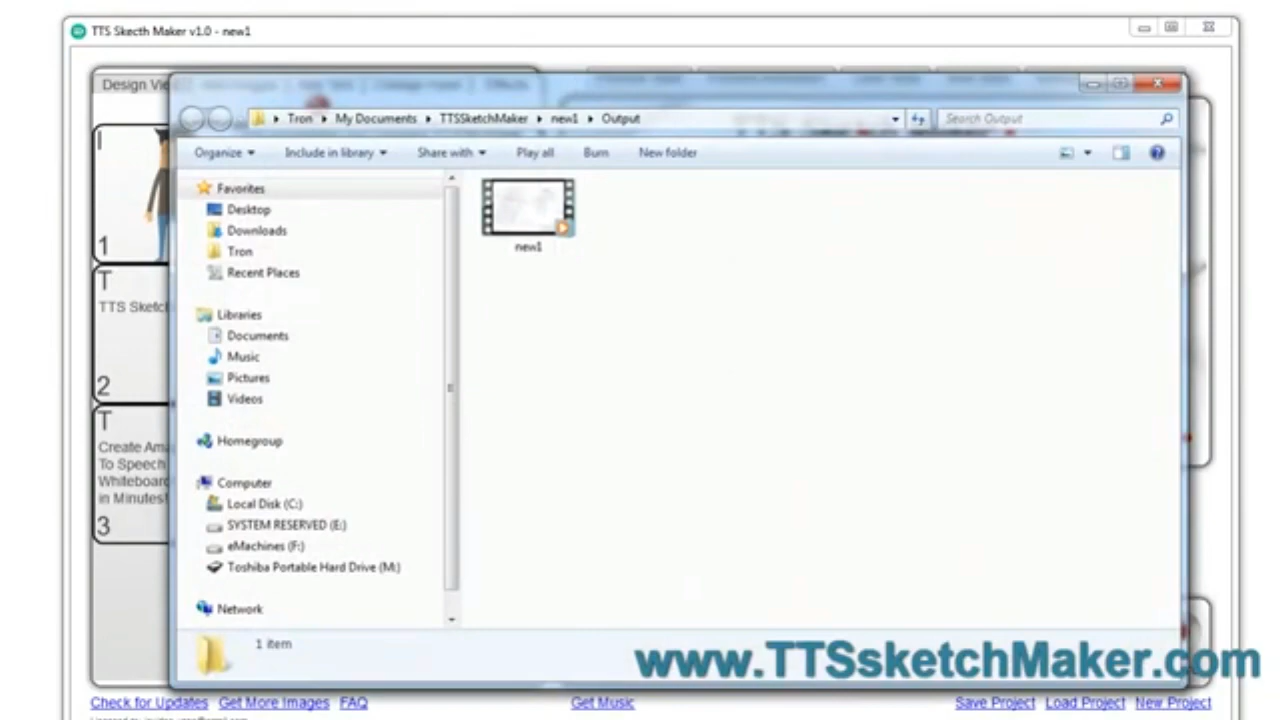 TTS Skecth Maker v1.0 - new1
Design Vie
Tron
My Documents
TTSSketchMaker
new1
Output
Search Output
Organize
Include in library
Share with
Play all
Burn
New folder
Favorites
Desktop
Downloads
Tron
Recent Places
Libraries
Documents
Music
Pictures
Videos
Homegroup
Computer
Local Disk (C:)
SYSTEM RESERVED (E:)
eMachines (F:)
Toshiba Portable Hard Drive (M:)
Network
new1
1 item
1
T
TTS Sketch
2
T
Create Ama
To Speech
Whiteboard
in Minutes!
3
www.TTSsketchMaker.com
Check for Updates
Get More Images
FAQ
Get Music
Save Project
Load Project
New Project